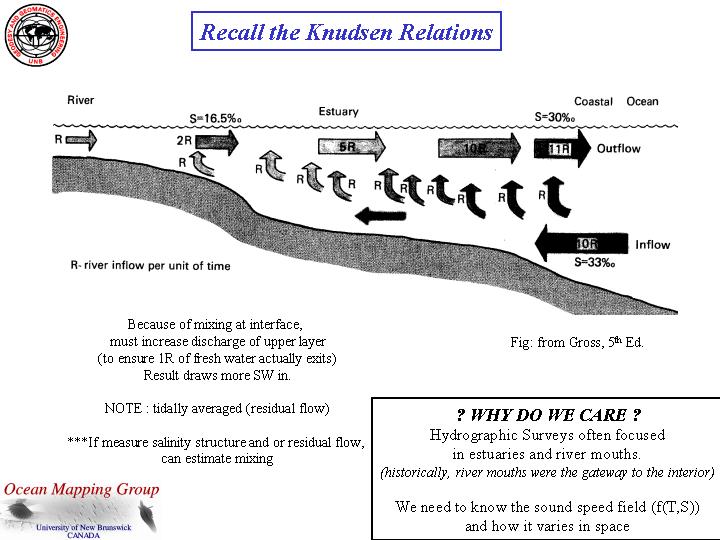 GEODESY AND GEOMATICS ENGINEERING
UNB
Recall the Knudsen Relations
River
Estuary
Coastal Ocean
S=16.5‰
S=30‰
R
2R
5R
10R
11R
Outflow
R
R
R
R
R
R
R
R
R
R
10R
Inflow
S=33‰
R- river inflow per unit of time
Because of mixing at interface,
must increase discharge of upper layer
(to ensure 1R of fresh water actually exits)
Result draws more SW in.
Fig: from Gross, 5th Ed.
NOTE : tidally averaged (residual flow)
***If measure salinity structure and or residual flow,
can estimate mixing
? WHY DO WE CARE ?
Hydrographic Surveys often focused
in estuaries and river mouths.
(historically, river mouths were the gateway to the interior)
We need to know the sound speed field (f(T,S))
and how it varies in space
Ocean Mapping Group
University of New Brunswick
CANADA